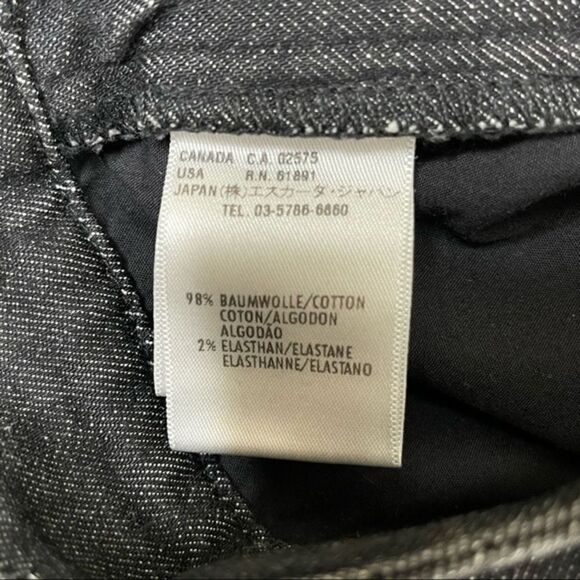 CANADA C.A. 02575
USA R.N. 61891
JAPAN(株)エスカーダ・ジャパン
TEL. 03-5786-6660
98% BAUMWOLLE/COTTON
COTON/ALGODON
ALGODÃO
2% ELASTHAN/ELASTANE
ELASTHANNE/ELASTANO